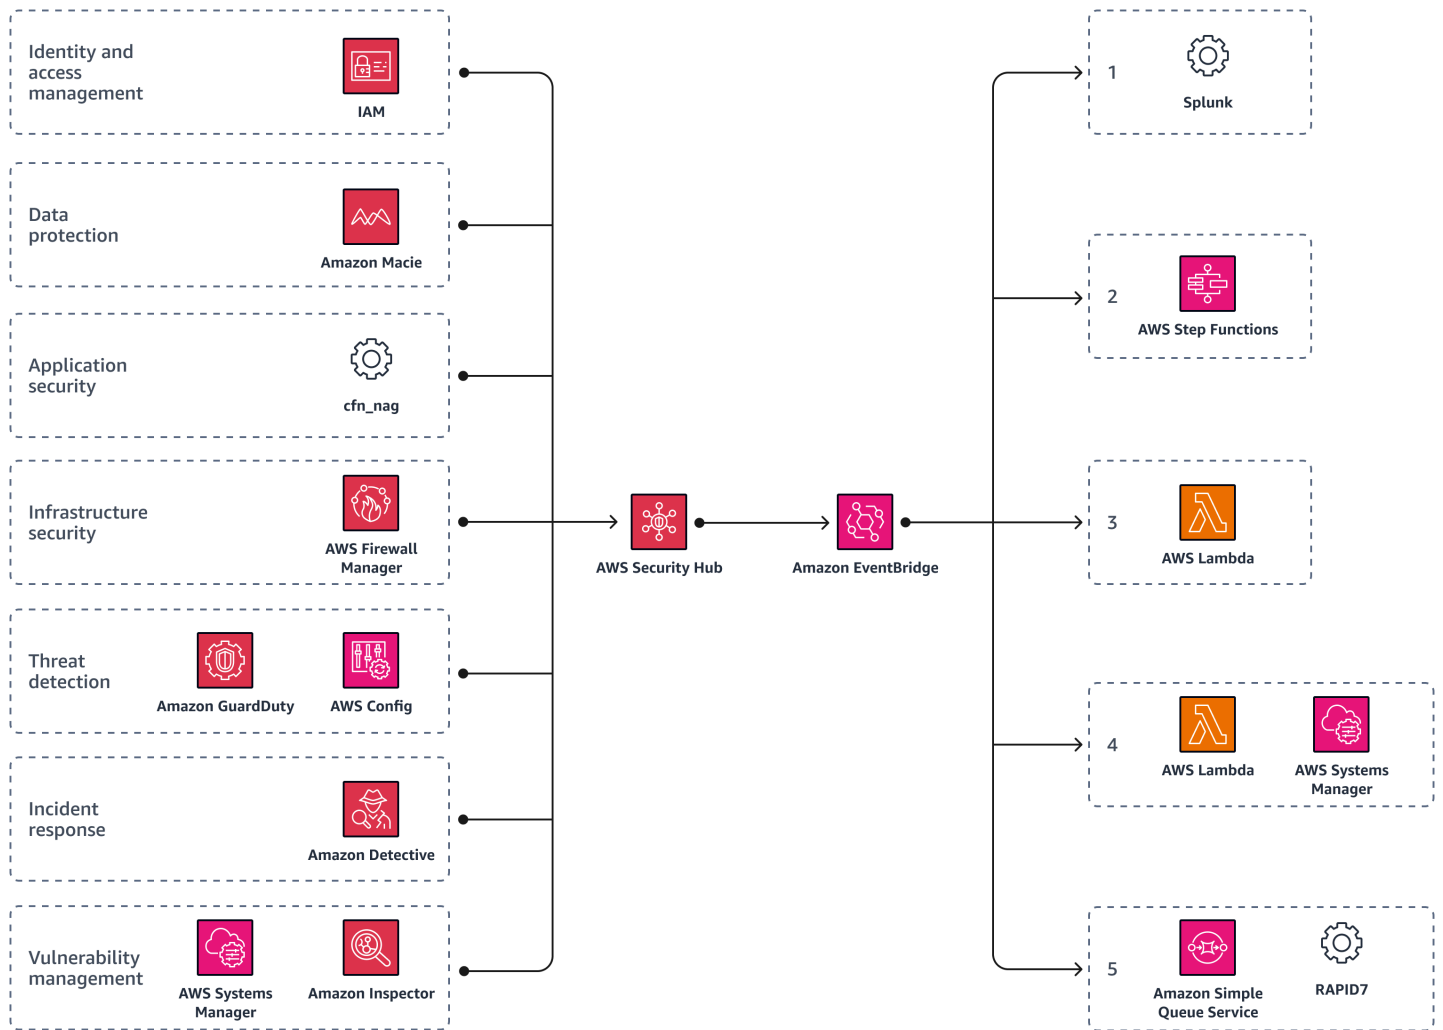 Identity and
access
management
IAM
Data
protection
Amazon Macie
Application
security
cfn_nag
Infrastructure
security
AWS Firewall
Manager
Threat
detection
Amazon GuardDuty
AWS Config
Incident
response
Amazon Detective
Vulnerability
management
AWS Systems
Manager
Amazon Inspector
AWS Security Hub
Amazon EventBridge
1
Splunk
2
AWS Step Functions
3
AWS Lambda
4
AWS Lambda
AWS Systems
Manager
5
Amazon Simple
Queue Service
RAPID7